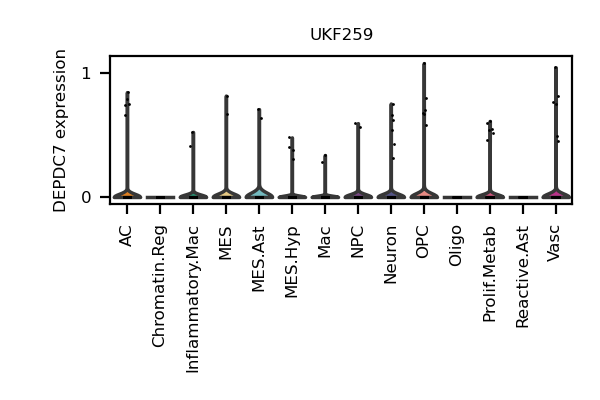 UKF259
DEPDC7 expression
1
0
AC
Chromatin.Reg
Inflammatory.Mac
MES
MES.Ast
MES.Hyp
Mac
NPC
Neuron
OPC
Oligo
Prolif.Metab
Reactive.Ast
Vasc